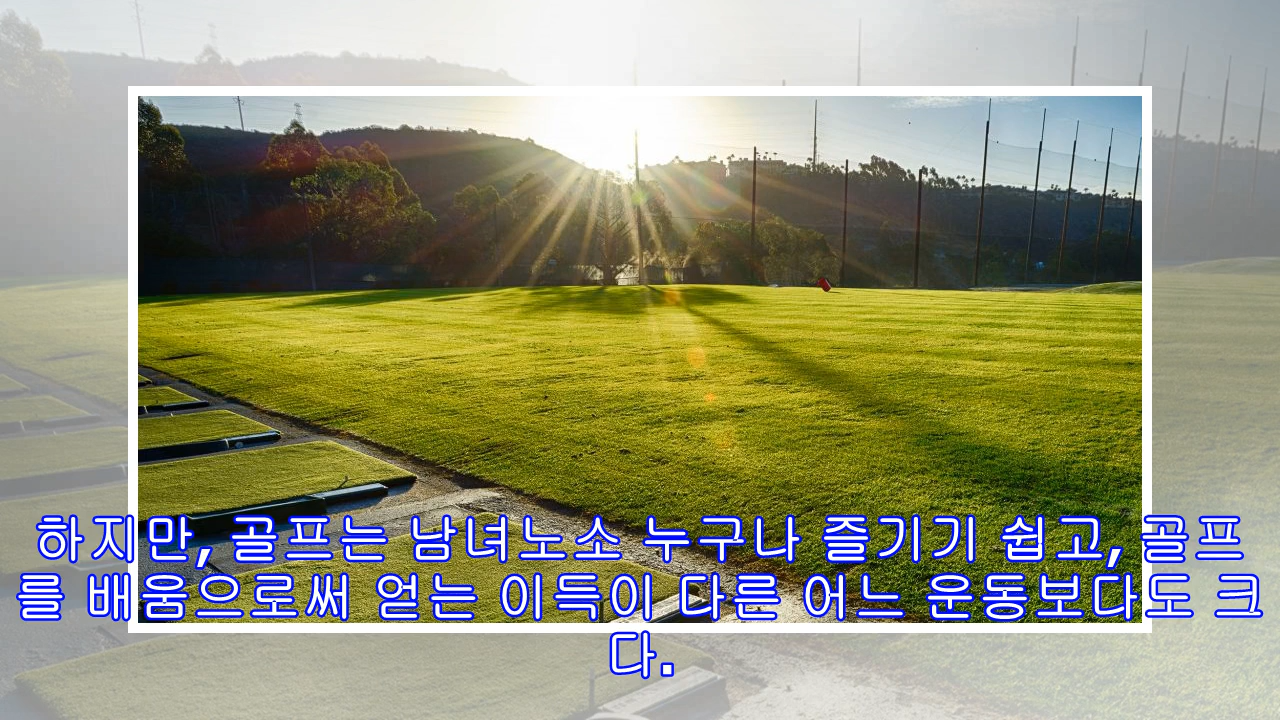 하지만, 골프는 남녀노소 누구나 즐기기 쉽고, 골프
를 배움으로써 얻는 이득이 다른 어느 운동보다도 크
다.